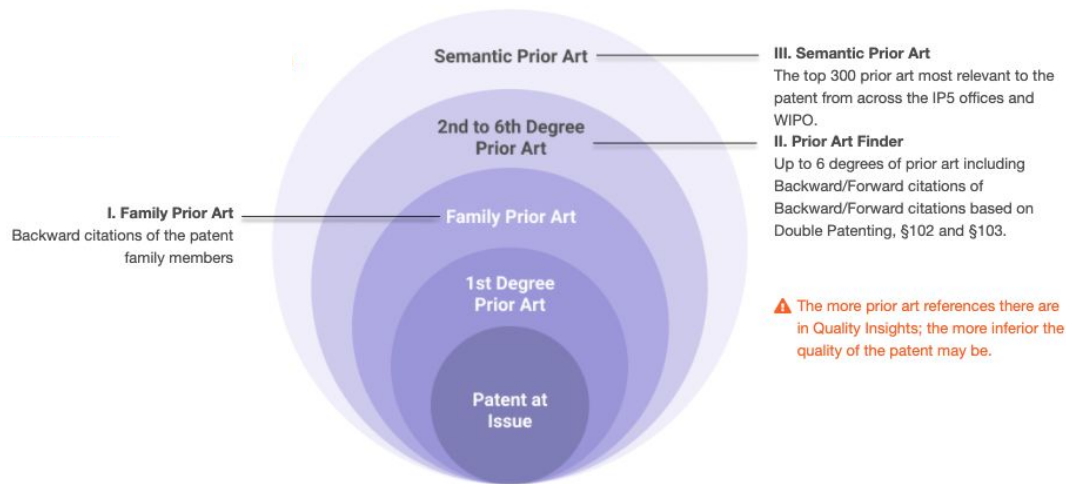 Semantic Prior Art
2nd to 6th Degree
Prior Art
Family Prior Art
1st Degree
Prior Art
Patent at
Issue
I. Family Prior Art
Backward citations of the patent
family members
III. Semantic Prior Art
The top 300 prior art most relevant to the
patent from across the IP5 offices and
WIPO.
II. Prior Art Finder
Up to 6 degrees of prior art including
Backward/Forward citations of
Backward/Forward citations based on
Double Patenting, §102 and §103.
The more prior art references there are
in Quality Insights; the more inferior the
quality of the patent may be.